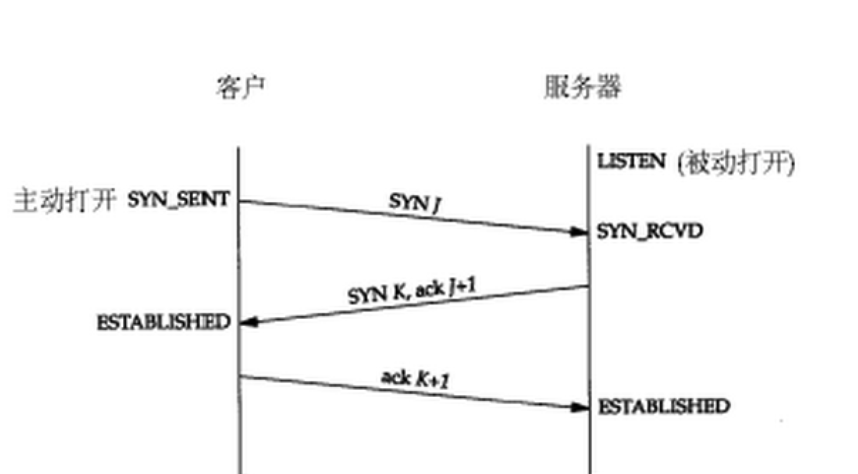 客户
服务器
LISTEN (被动打开)
主动打开 SYN_SENT
SYN J
SYN_RCVD
SYN K, ack J+1
ESTABLISHED
ack K+1
ESTABLISHED